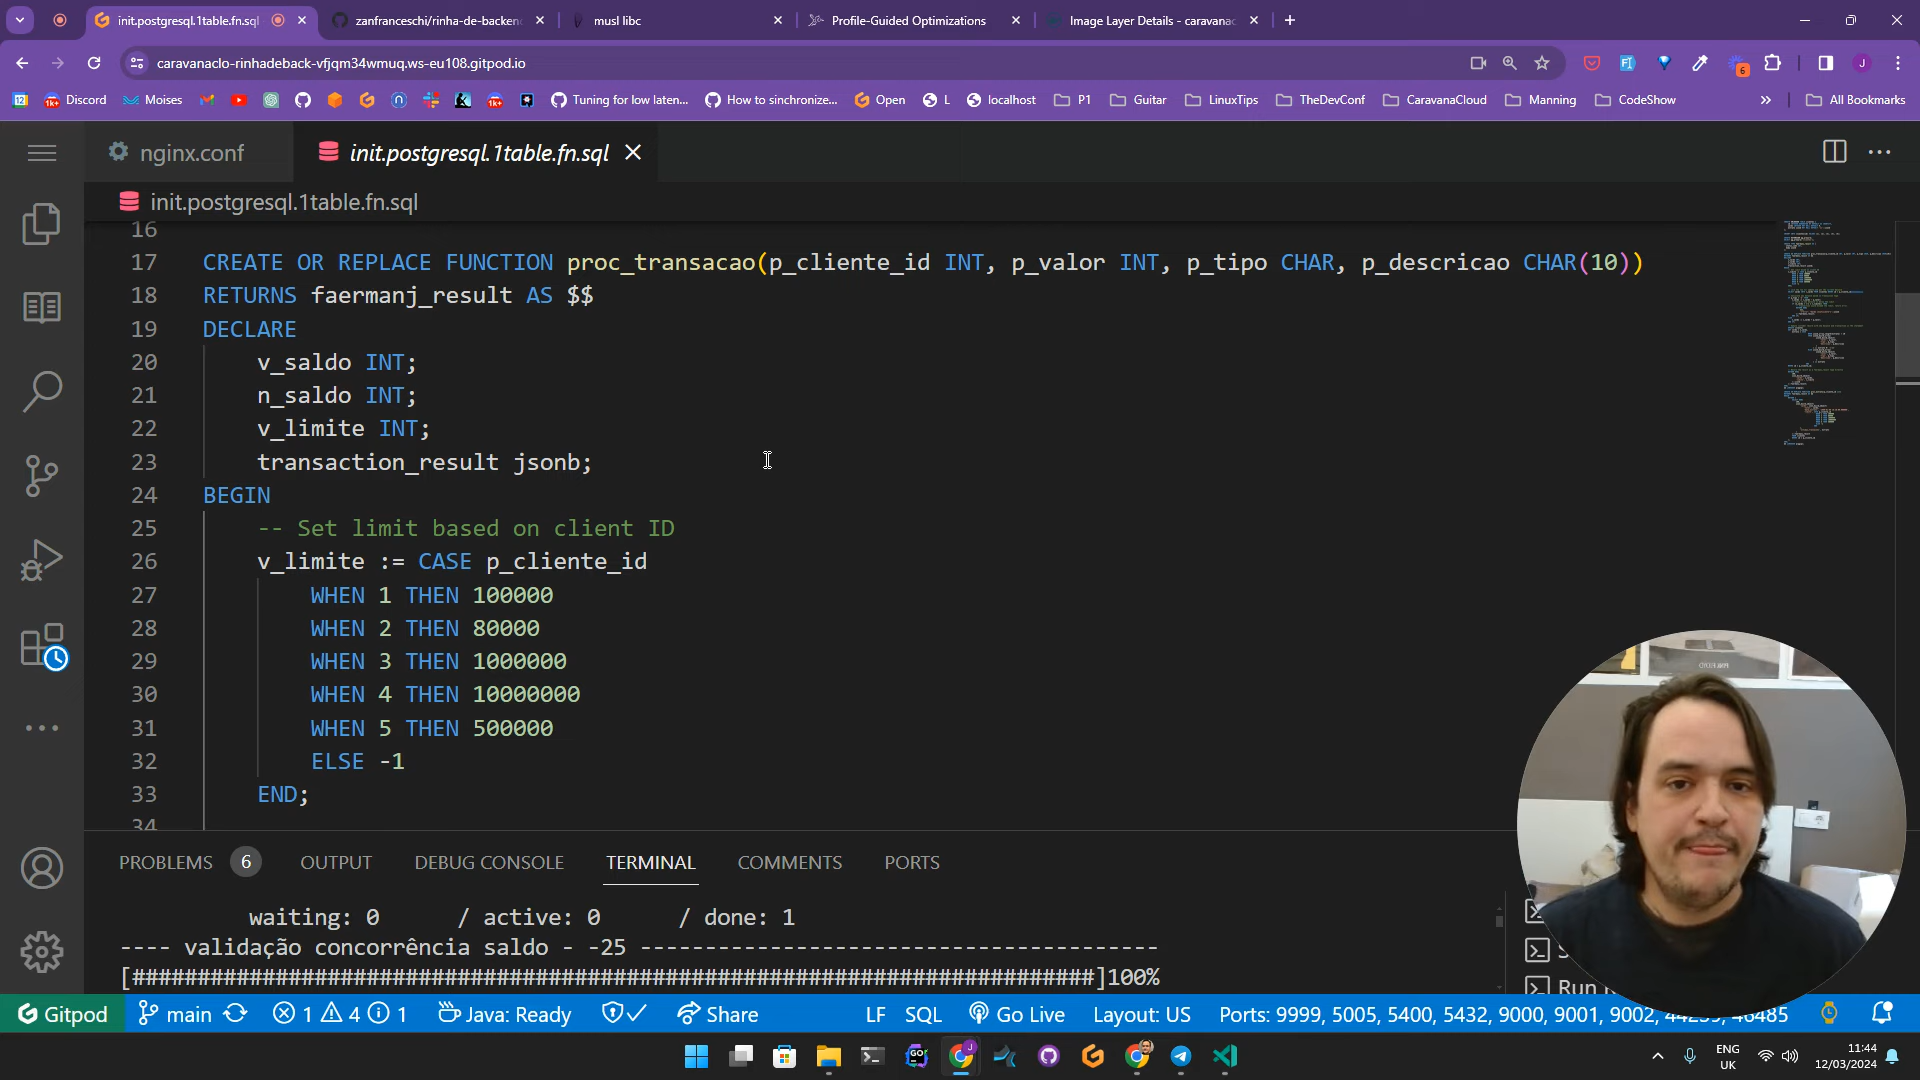 init.postgresql.1table.fn.sql
zanfranceschi/rinha-de-backen
musl libc
Profile-Guided Optimizations
Image Layer Details - caravana
caravanaclo-rinhadeback-vfjqm34wmuq.ws-eu108.gitpod.io
6
J
12
Discord
Moises
Tuning for low laten...
How to sinchronize...
Open
L
localhost
P1
Guitar
LinuxTips
TheDevConf
CaravanaCloud
Manning
CodeShow
All Bookmarks
nginx.conf
init.postgresql.1table.fn.sql
init.postgresql.1table.fn.sql
16
17 CREATE OR REPLACE FUNCTION proc_transacao(p_cliente_id INT, p_valor INT, p_tipo CHAR, p_descricao CHAR(10))
18 RETURNS faermanj_result AS $$
19 DECLARE
20 v_saldo INT;
21 n_saldo INT;
22 v_limite INT;
23 transaction_result jsonb;
24 BEGIN
25 -- Set limit based on client ID
26 v_limite := CASE p_cliente_id
27 WHEN 1 THEN 100000
28 WHEN 2 THEN 80000
29 WHEN 3 THEN 1000000
30 WHEN 4 THEN 10000000
31 WHEN 5 THEN 500000
32 ELSE -1
33 END;
34
PROBLEMS 6 OUTPUT DEBUG CONSOLE TERMINAL COMMENTS PORTS
waiting: 0 / active: 0 / done: 1
---- validação concorrência saldo - -25 ----------------------------------------
[##########################################################################]100%
Run
Gitpod main 1 4 1 Java: Ready Share LF SQL Go Live Layout: US Ports: 9999, 5005, 5400, 5432, 9000, 9001, 9002, 44239, 46485
ENG
UK
11:44
12/03/2024